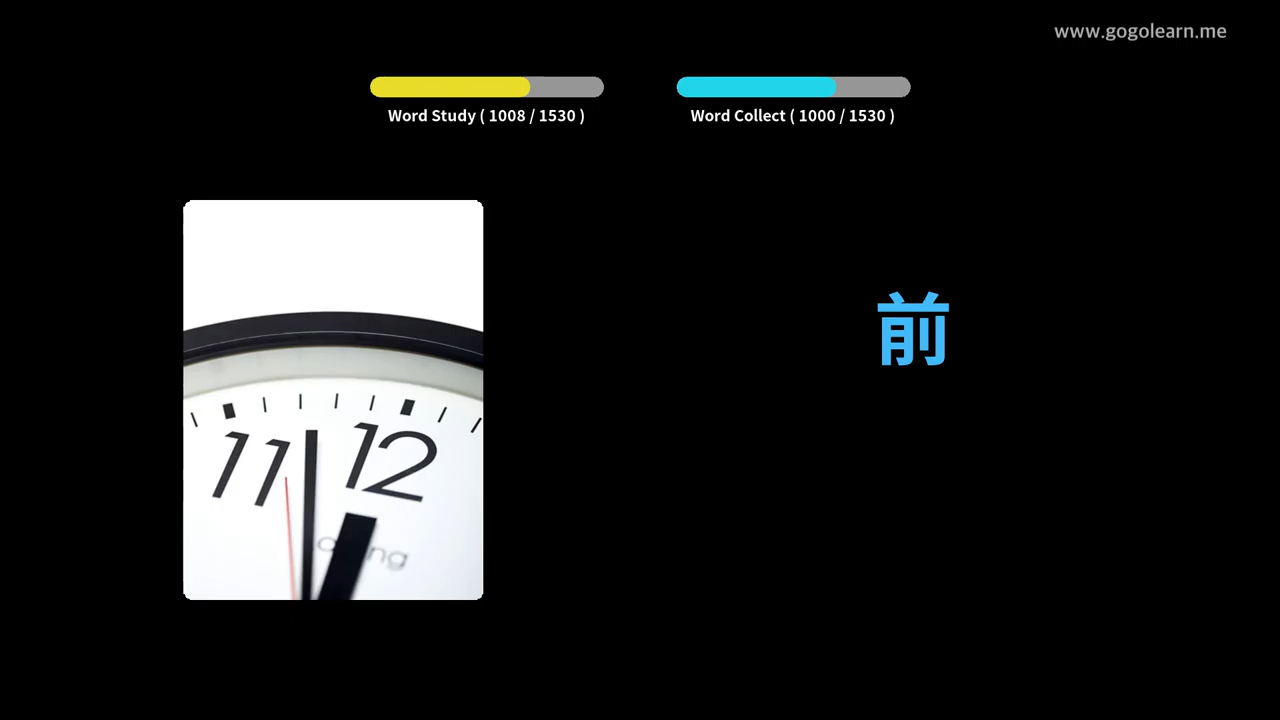 www.gogolearn.me
Word Study ( 1008 / 1530 )
Word Collect ( 1000 / 1530 )
前
11
12